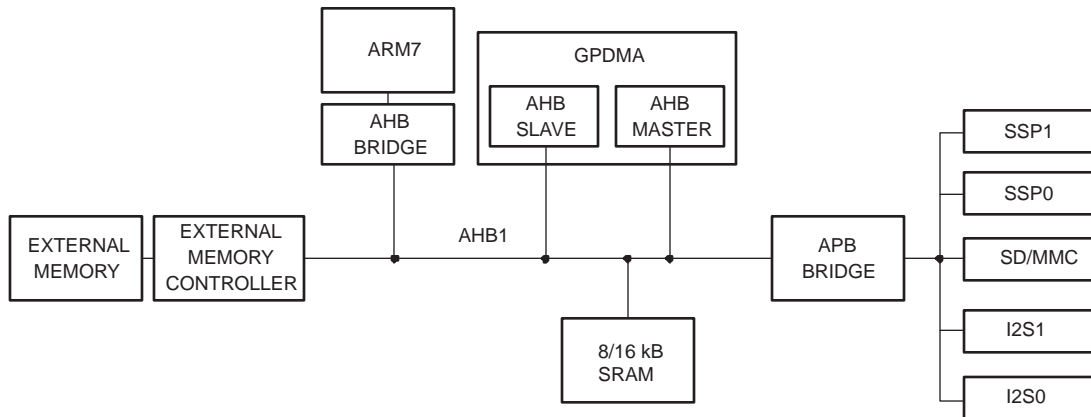 ARM7
AHB
BRIDGE
GPDMA
AHB
SLAVE
AHB
MASTER
EXTERNAL
MEMORY
EXTERNAL
MEMORY
CONTROLLER
AHB1
8/16 kB
SRAM
APB
BRIDGE
SSP1
SSP0
SD/MMC
I2S1
I2S0